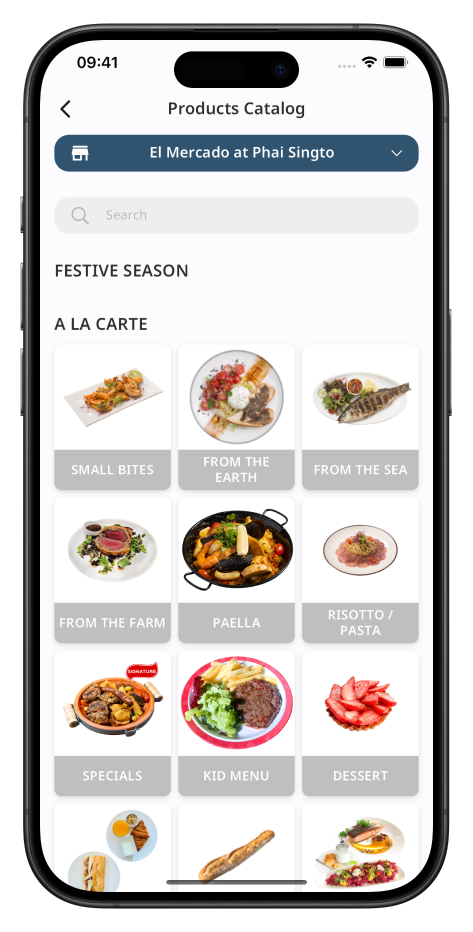 09:41
Products Catalog
El Mercado at Phai Singto
Search
FESTIVE SEASON
A LA CARTE
SMALL BITES
FROM THE
EARTH
FROM THE SEA
FROM THE FARM
PAELLA
RISOTTO /
PASTA
SIGNATURE
SPECIALS
KID MENU
DESSERT